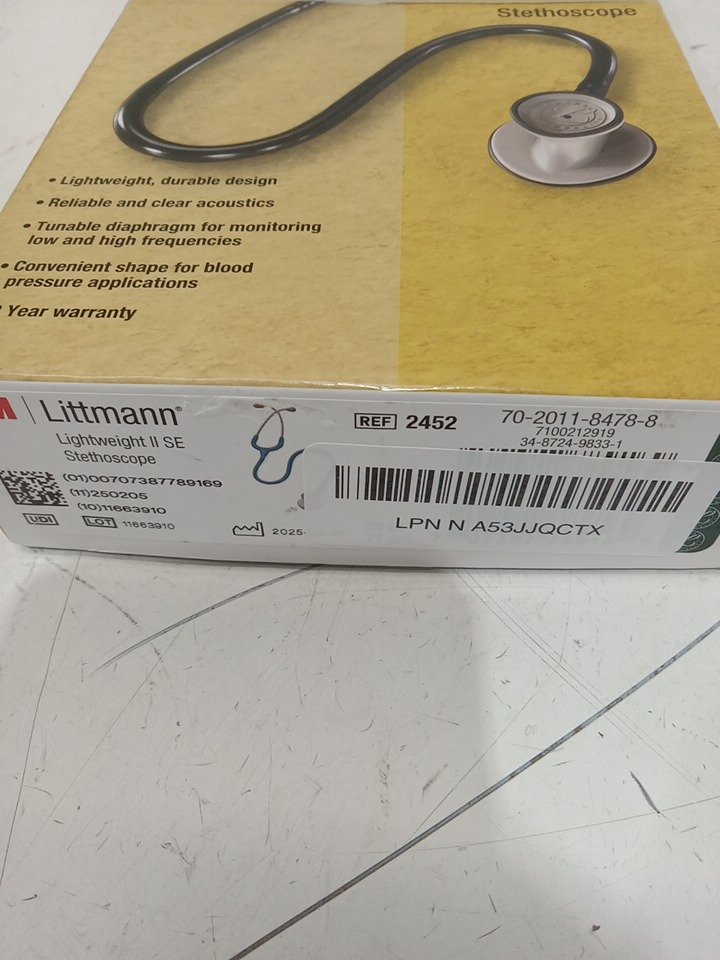 Stethoscope
• Lightweight, durable design
• Reliable and clear acoustics
• Tunable diaphragm for monitoring
low and high frequencies
• Convenient shape for blood
pressure applications
Year warranty
Littmann®
Lightweight II SE
Stethoscope
REF 2452
70-2011-8478-8
7100212919
34-8724-9833-1
(01)00707387789169
(11)250205
(10)11663910
UDI LOT 11663910
2025-
LPN N A53JJQCTX